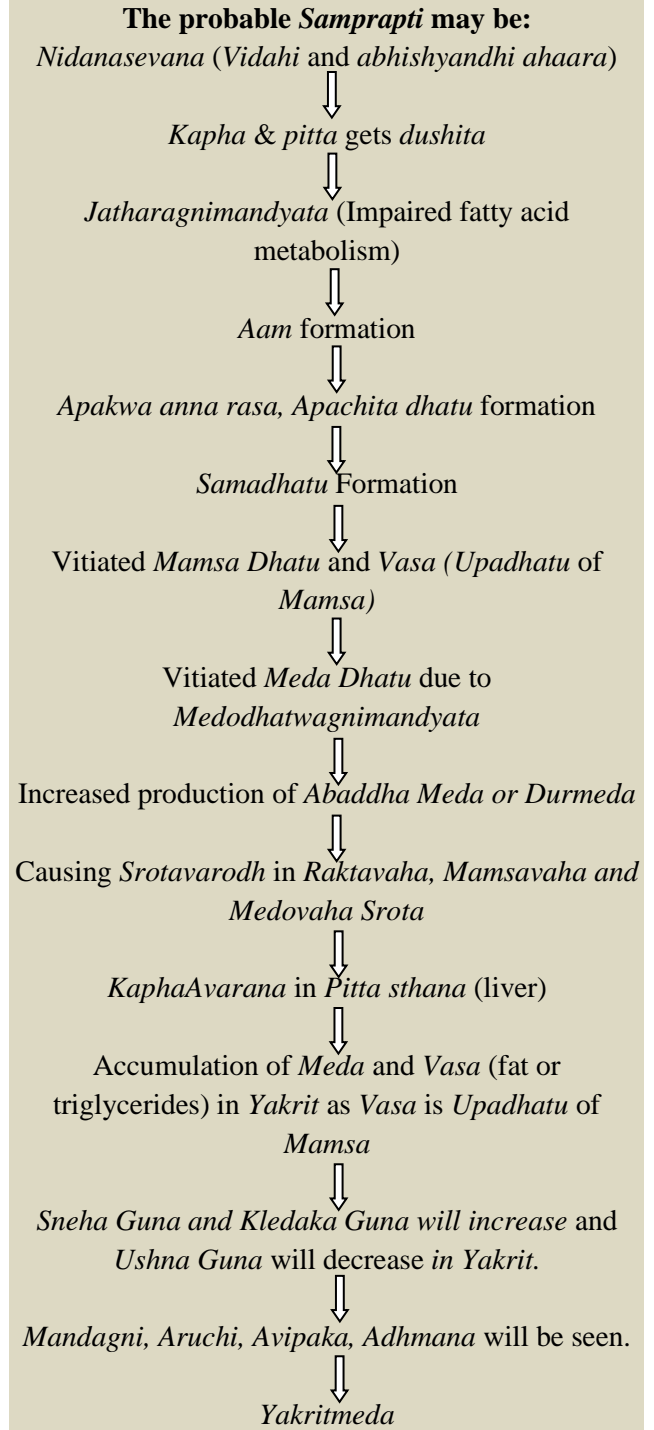 The probable Samprapti may be:
Nidanasevana (Vidahi and abhishyandhi ahaara)
Kapha & pitta gets dushita
Jatharagnimandyata (Impaired fatty acid
metabolism)
Aam formation
Apakwa anna rasa, Apachita dhatu formation
Samadhatu Formation
Vitiated Mamsa Dhatu and Vasa (Upadhatu of
Mamsa)
Vitiated Meda Dhatu due to
Medodhatwagnimandyata
Increased production of Abaddha Meda or Durmeda
Causing Srotavarodh in Raktavaha, Mamsavaha and
Medovaha Srota
KaphaAvarana in Pitta sthana (liver)
Accumulation of Meda and Vasa (fat or
triglycerides) in Yakrit as Vasa is Upadhatu of
Mamsa
Sneha Guna and Kledaka Guna will increase and
Ushna Guna will decrease in Yakrit.
Mandagni, Aruchi, Avipaka, Adhmana will be seen.
Yakritmeda